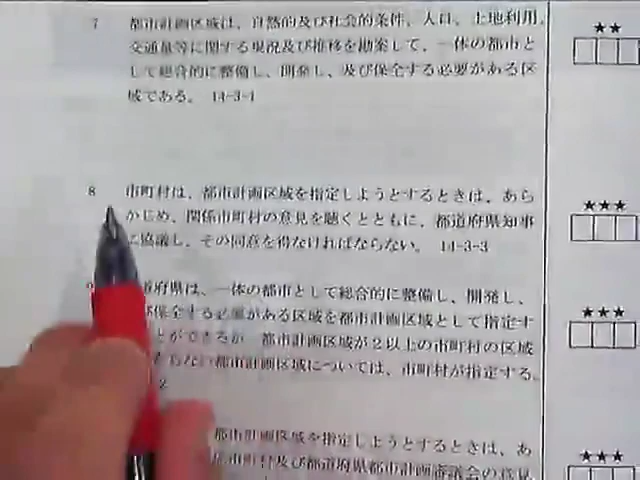 7 都市計画区域は、自然的及び社会的条件、人口、土地利用、
交通量等に関する現況及び推移を勘案して、一体の都市と
して総合的に整備し、開発し、及び保全する必要がある区
域である。 14-3-1
★★
8 市町村は、都市計画区域を指定しようとするときは、あら
かじめ、関係市町村の意見を聴くとともに、都道府県知事
に協議し、その同意を得なければならない。 14-3-3
★★★
道府県は、一体の都市として総合的に整備し、開発し、
保全する必要がある区域を都市計画区域として指定す
とができるが 都市計画区域が2以上の市町村の区域
らない都市計画区域については、市町村が指定する。
2
★★★
都市計画区域を指定しようとするときは、あ
市町村及び都道府県都市計画審議会の意見
★★★